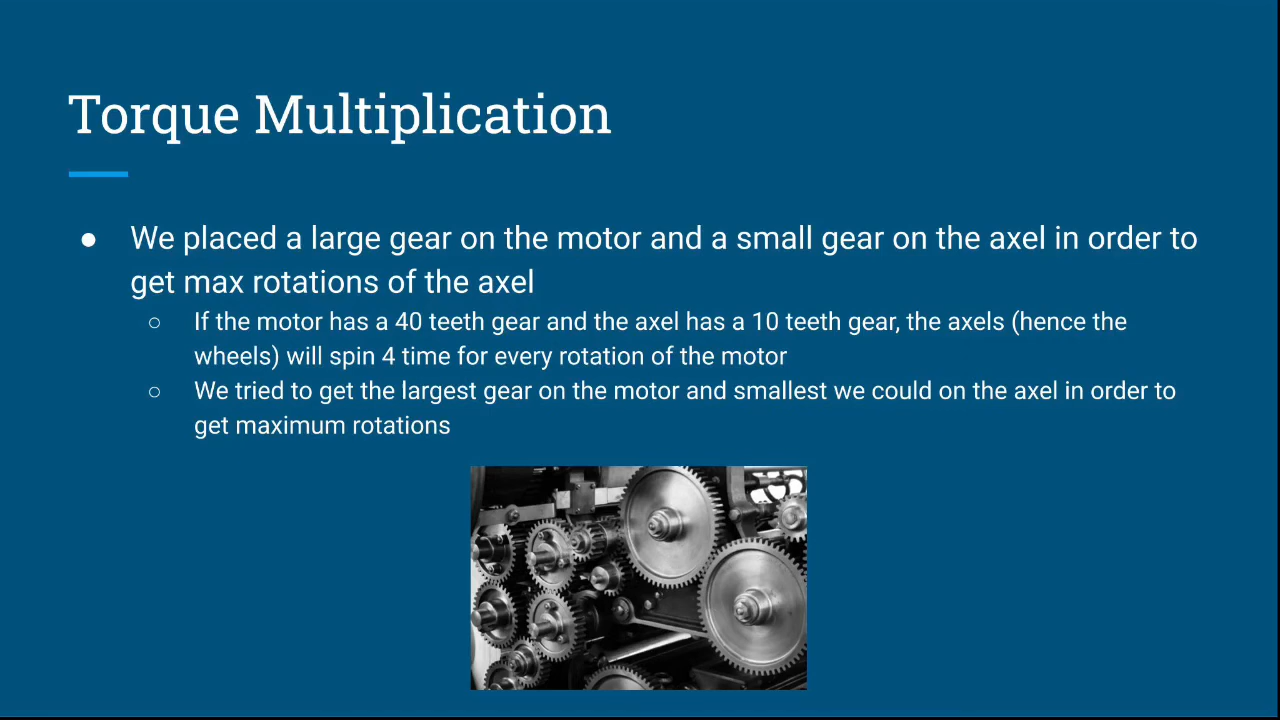 Torque Multiplication
● We placed a large gear on the motor and a small gear on the axel in order to
get max rotations of the axel
○ If the motor has a 40 teeth gear and the axel has a 10 teeth gear, the axels (hence the
wheels) will spin 4 time for every rotation of the motor
○ We tried to get the largest gear on the motor and smallest we could on the axel in order to
get maximum rotations